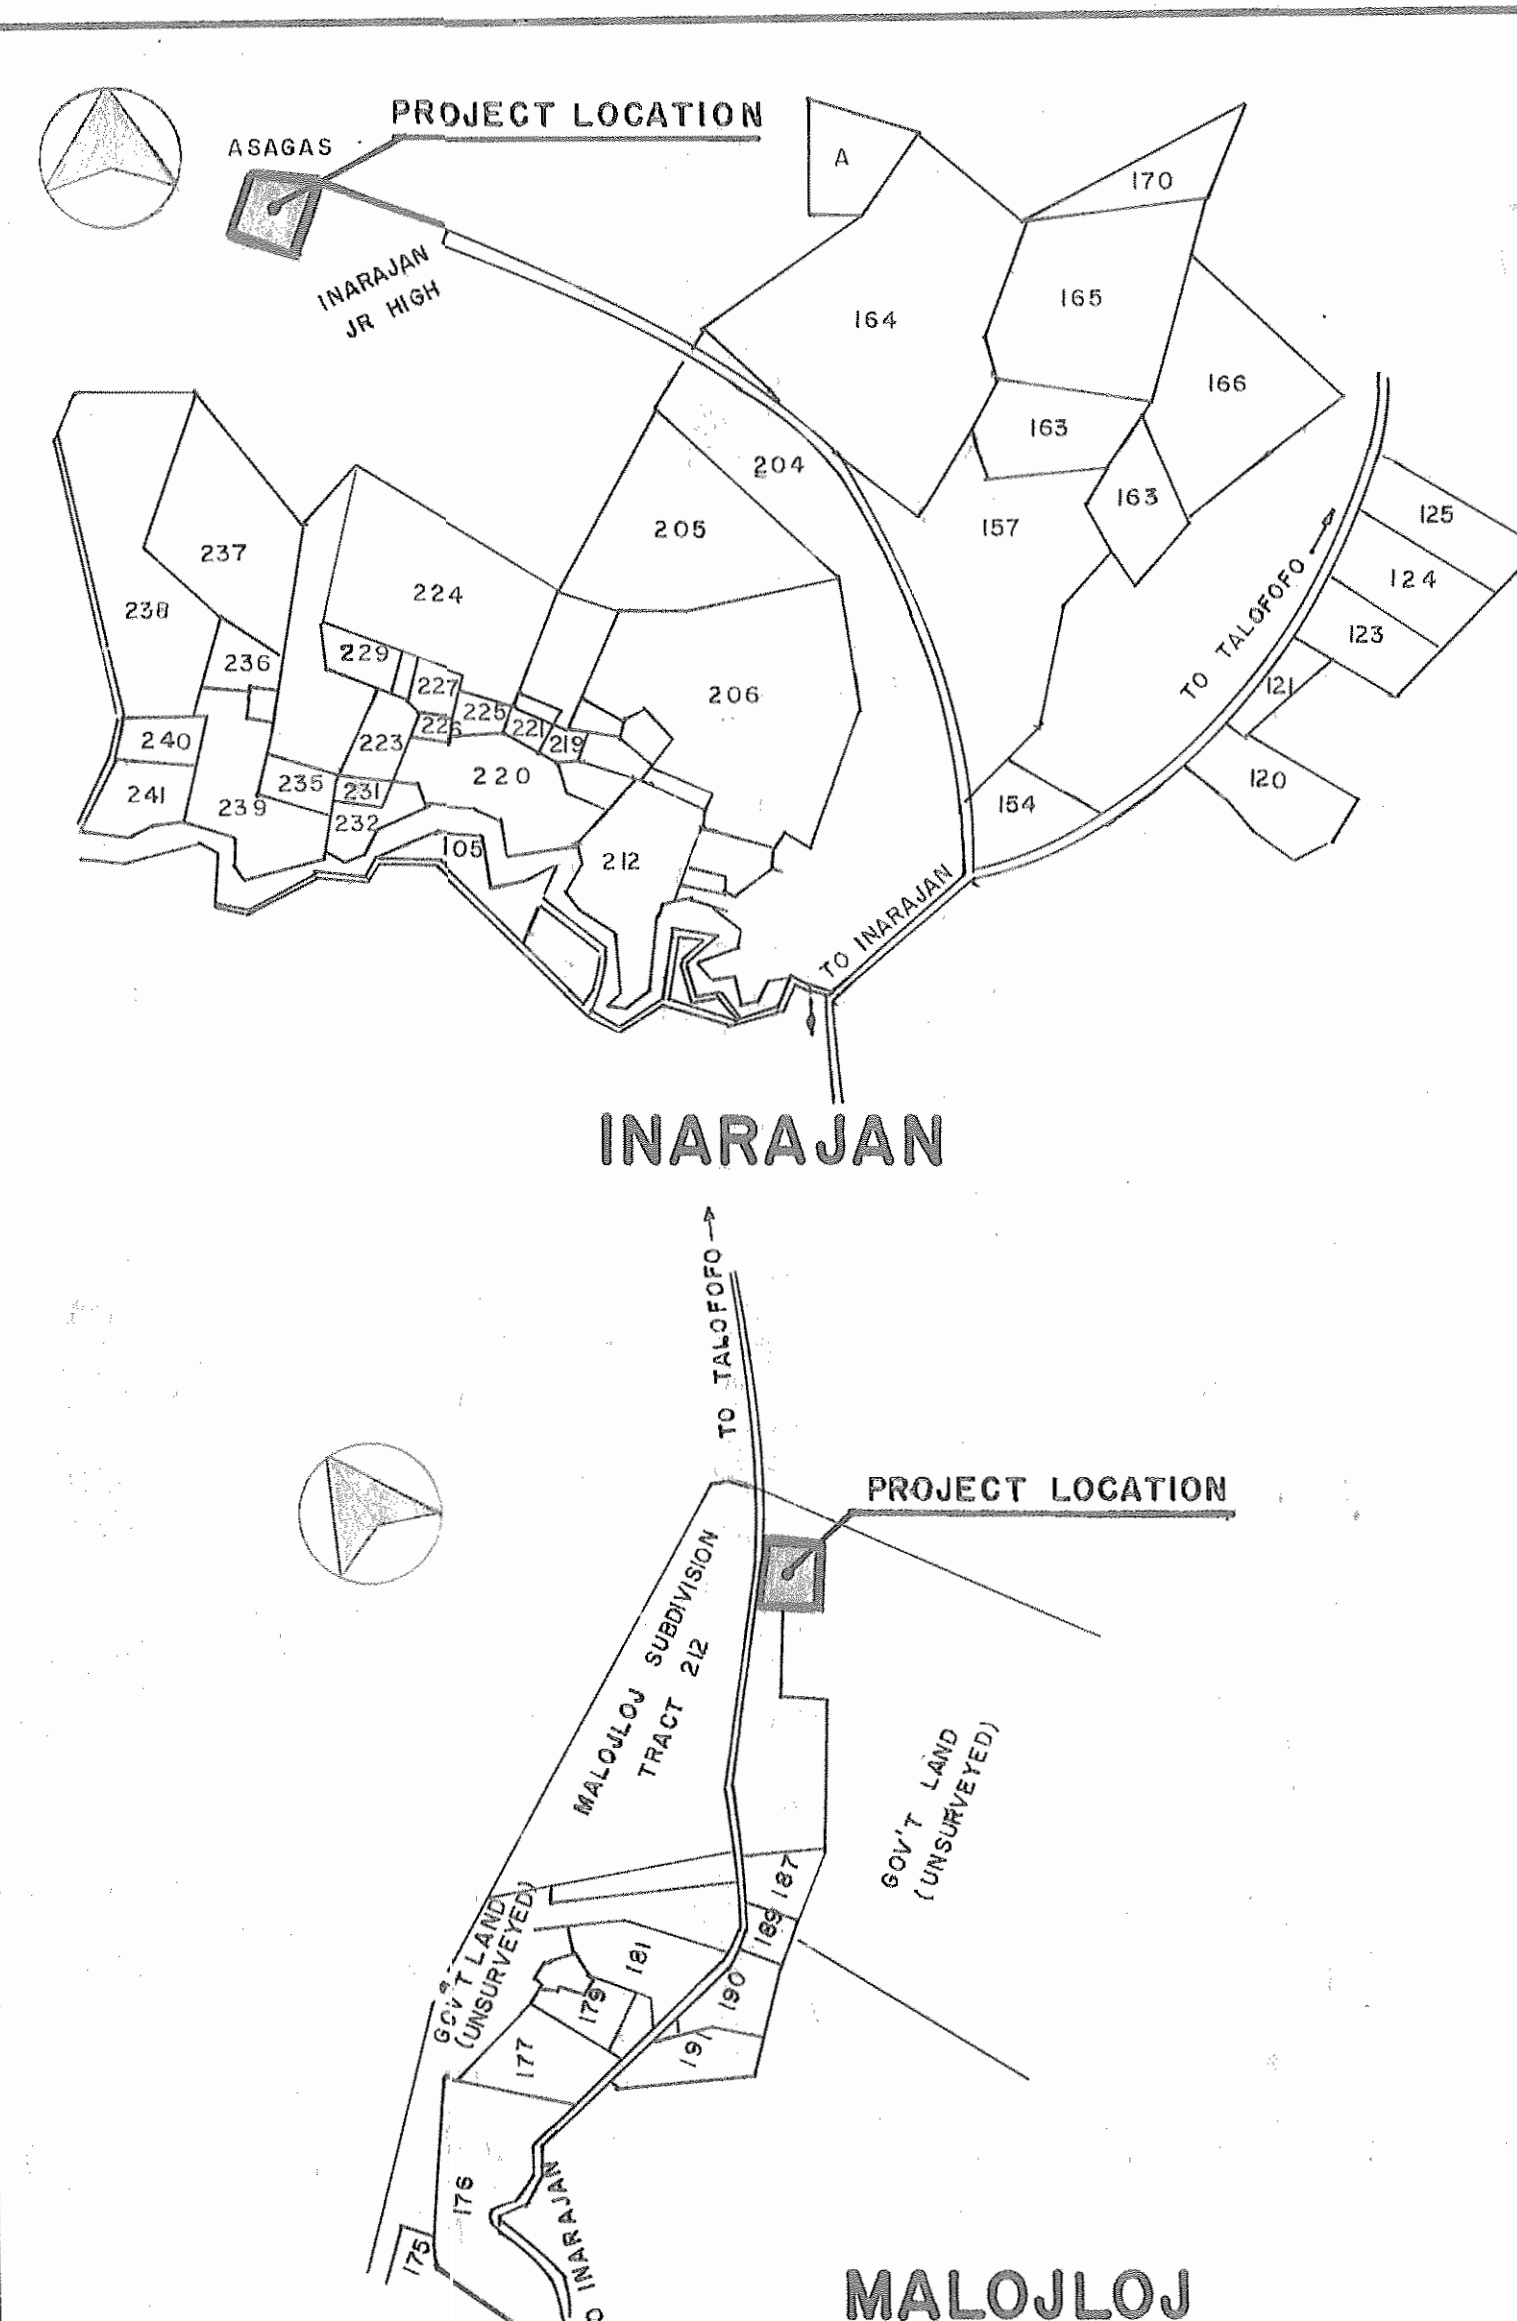 PROJECT LOCATION
ASAGAS
INARAJAN
JR HIGH
A
170
165
164
166
163
163
157
204
205
125
124
123
121
120
TO TALOFOFO
237
238
224
229
236
227
225
226
221
219
206
223
220
240
235
231
241
239
232
105
212
154
TO INARAJAN
INARAJAN
TO TALOFOFO
PROJECT LOCATION
MALOJLOJ SUBDIVISION
TRACT 212
GOV'T LAND
(UNSURVEYED)
187
189
GOV'T LAND
(UNSURVEYED)
181
190
179
191
177
176
175
O INARAJAN
MALOJLOJ